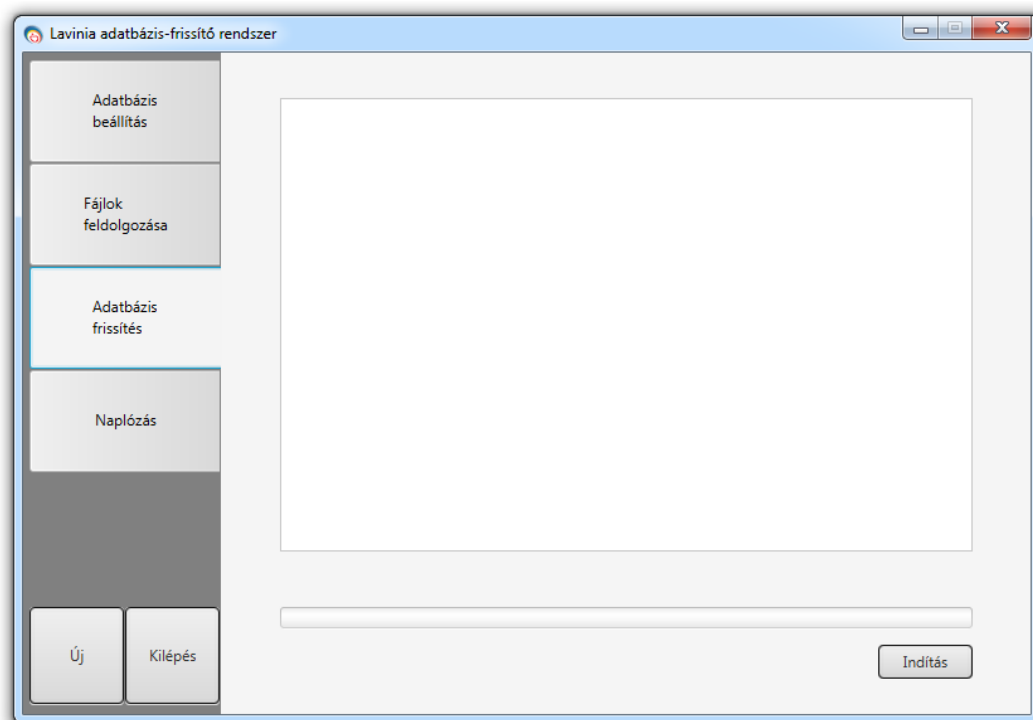 Lavinia adatbázis-frissítő rendszer
Adatbázis
beállítás
Fájlok
feldolgozása
Adatbázis
frissítés
Naplózás
Új
Kilépés
Indítás